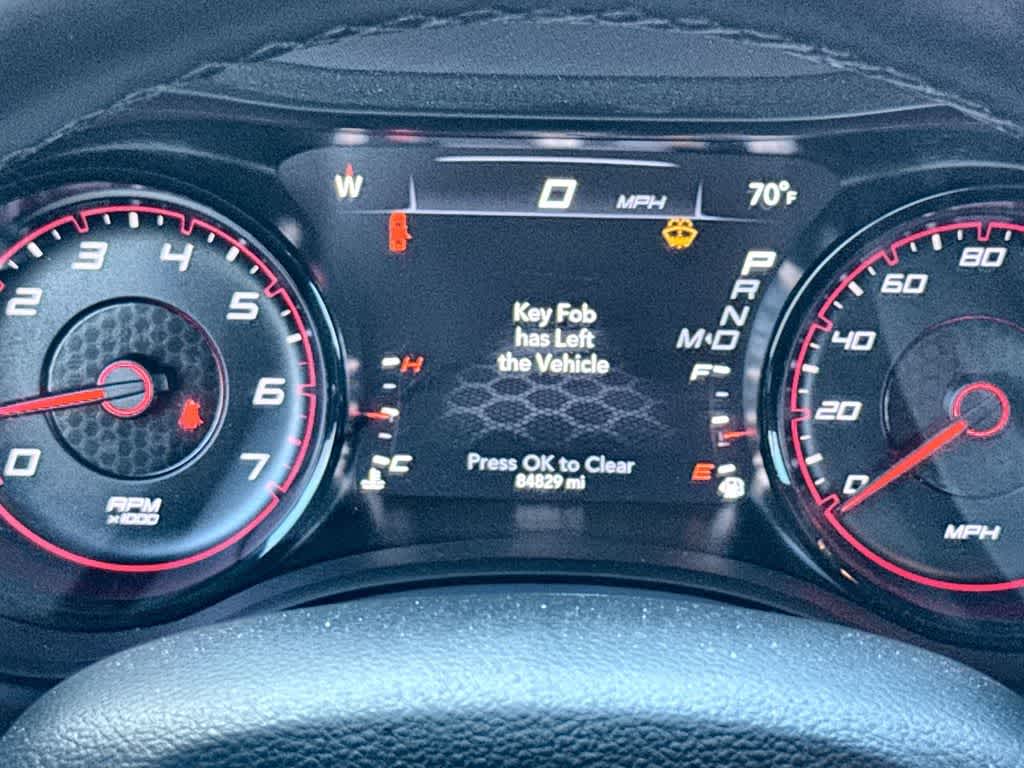 W
0 MPH
70°F
P
R
N
M◂D
Key Fob
has Left
the Vehicle
Press OK to Clear
84829 mi
H
C
F
E
0
2
3
4
5
6
7
RPM
x1000
0
20
40
60
80
MPH